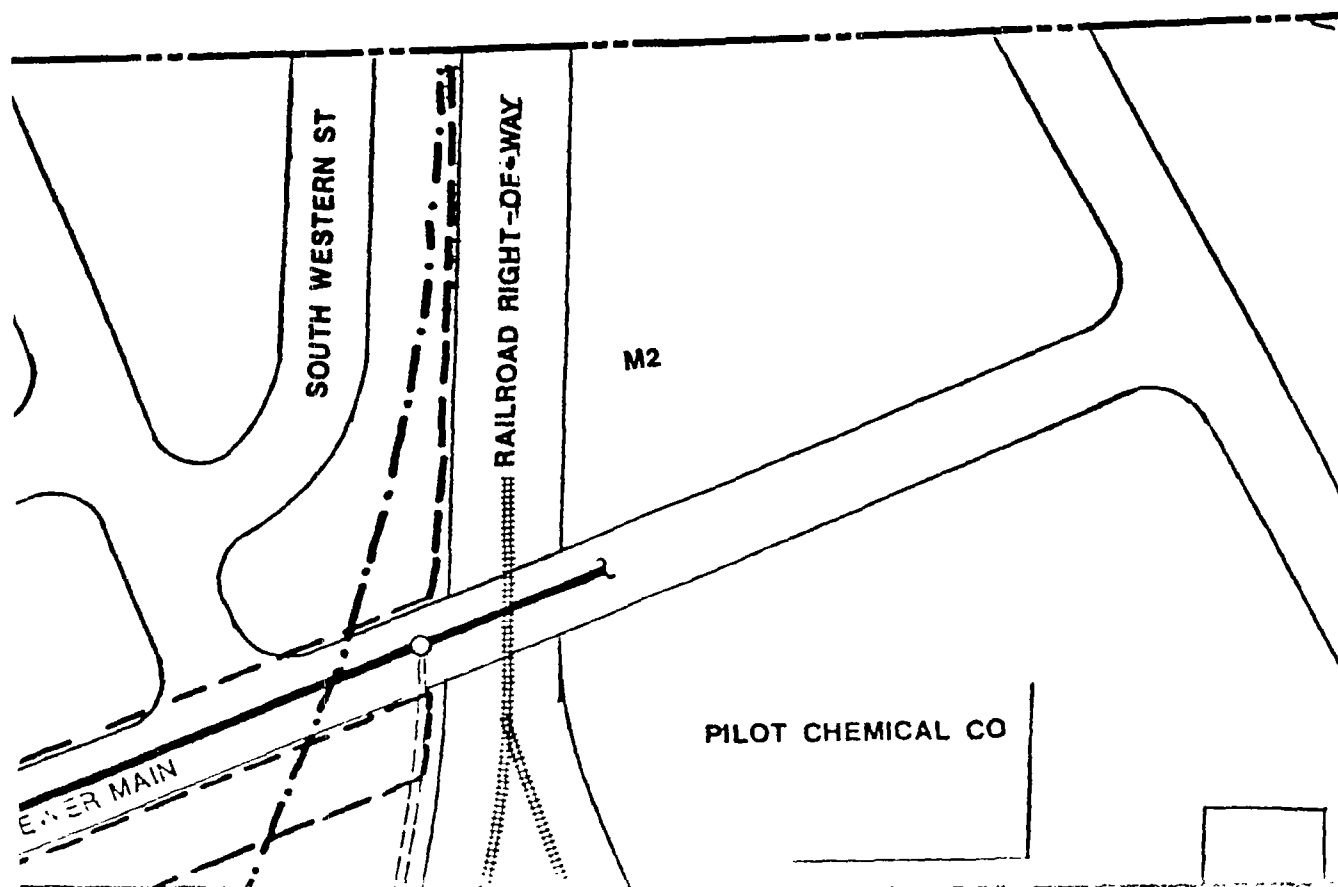 SOUTH WESTERN ST
RAILROAD RIGHT-OF-WAY
M2
PILOT CHEMICAL CO
MAIN